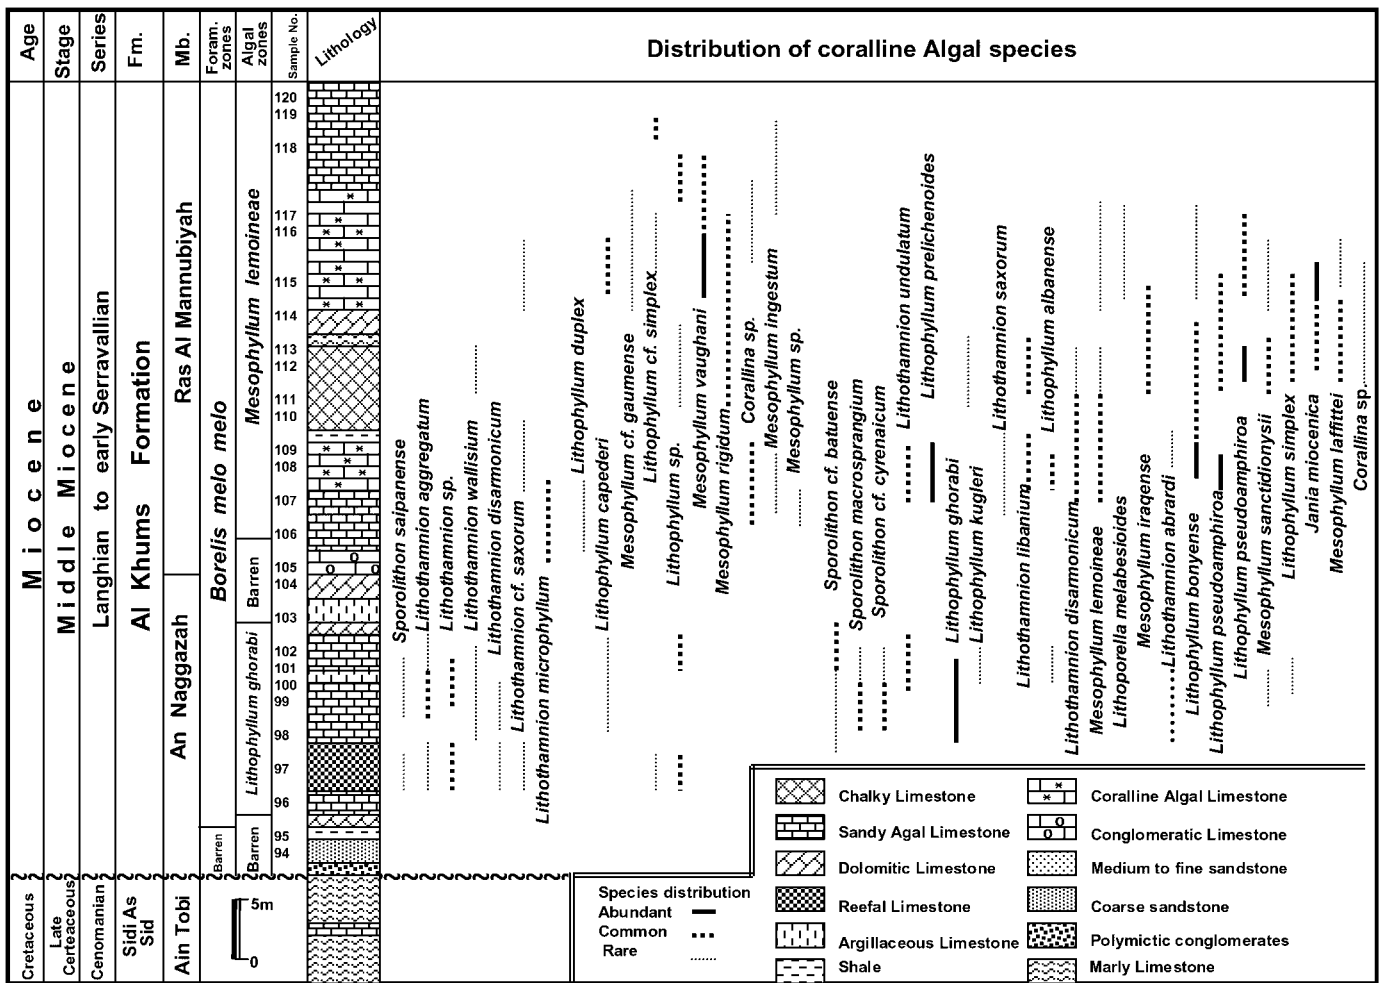 Age
Stage
Series
Fm.
Mb.
Foram. zones
Algal zones
Sample No.
Lithology
Distribution of coralline Algal species
Miocene
Middle Miocene
Langhian to early Serravallian
Al Khums Formation
Ras Al Mannubiyah
An Naggazah
Borelis melo melo
Barren
Mesophyllum lemoineae
Barren
Lithophyllum ghorabi
Barren
120
119
118
117
116
115
114
113
112
111
110
109
108
107
106
105
104
103
102
101
100
99
98
97
96
95
94
Cretaceous
Late
Certeaceous
Cenomanian
Sidi As
Sid
Ain Tobi
5m
0
Sporolithon saipanense
Lithothamnion aggregatum
Lithothamnion sp.
Lithothamnion wallisium
Lithothamnion disarmonicum
Lithothamnion cf. saxorum
Lithothamnion microphyllum
Lithophyllum duplex
Lithophyllum capederi
Mesophyllum cf. gaumense
Lithophyllum cf. simplex
Lithophyllum sp.
Mesophyllum vaughani
Mesophyllum rigidum
Corallina sp.
Mesophyllum ingestum
Mesophyllum sp.
Sporolithon cf. batuense
Sporolithon macrosprangium
Sporolithon cf. cyrenaicum
Lithothamnion undulatum
Lithophyllum prelichenoides
Lithophyllum ghorabi
Lithophyllum kugleri
Lithothamnion saxorum
Lithothamnion libanium
Lithophyllum albanense
Lithothamnion disarmonicum
Mesophyllum lemoineae
Lithoporella melabesioides
Mesophyllum iraqense
Lithothamnion abrardi
Lithophyllum bonyense
Lithophyllum pseudoamphiroa
Lithophyllum pseudoamphiroa
Mesophyllum sanctidionysii
Lithophyllum simplex
Jania miocenica
Mesophyllum laffittei
Corallina sp.
Species distribution
Abundant
Common
Rare
Chalky Limestone
Sandy Agal Limestone
Dolomitic Limestone
Reefal Limestone
Argillaceous Limestone
Shale
Coralline Algal Limestone
Conglomeratic Limestone
Medium to fine sandstone
Coarse sandstone
Polymictic conglomerates
Marly Limestone